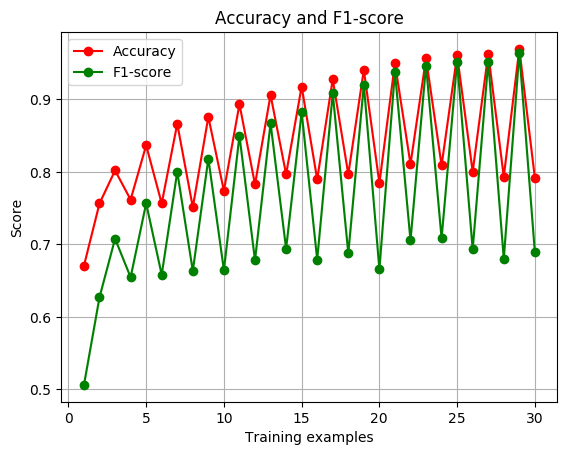 Accuracy and F1-score
Accuracy
F1-score
Score
0.9
0.8
0.7
0.6
0.5
0 5 10 15 20 25 30
Training examples